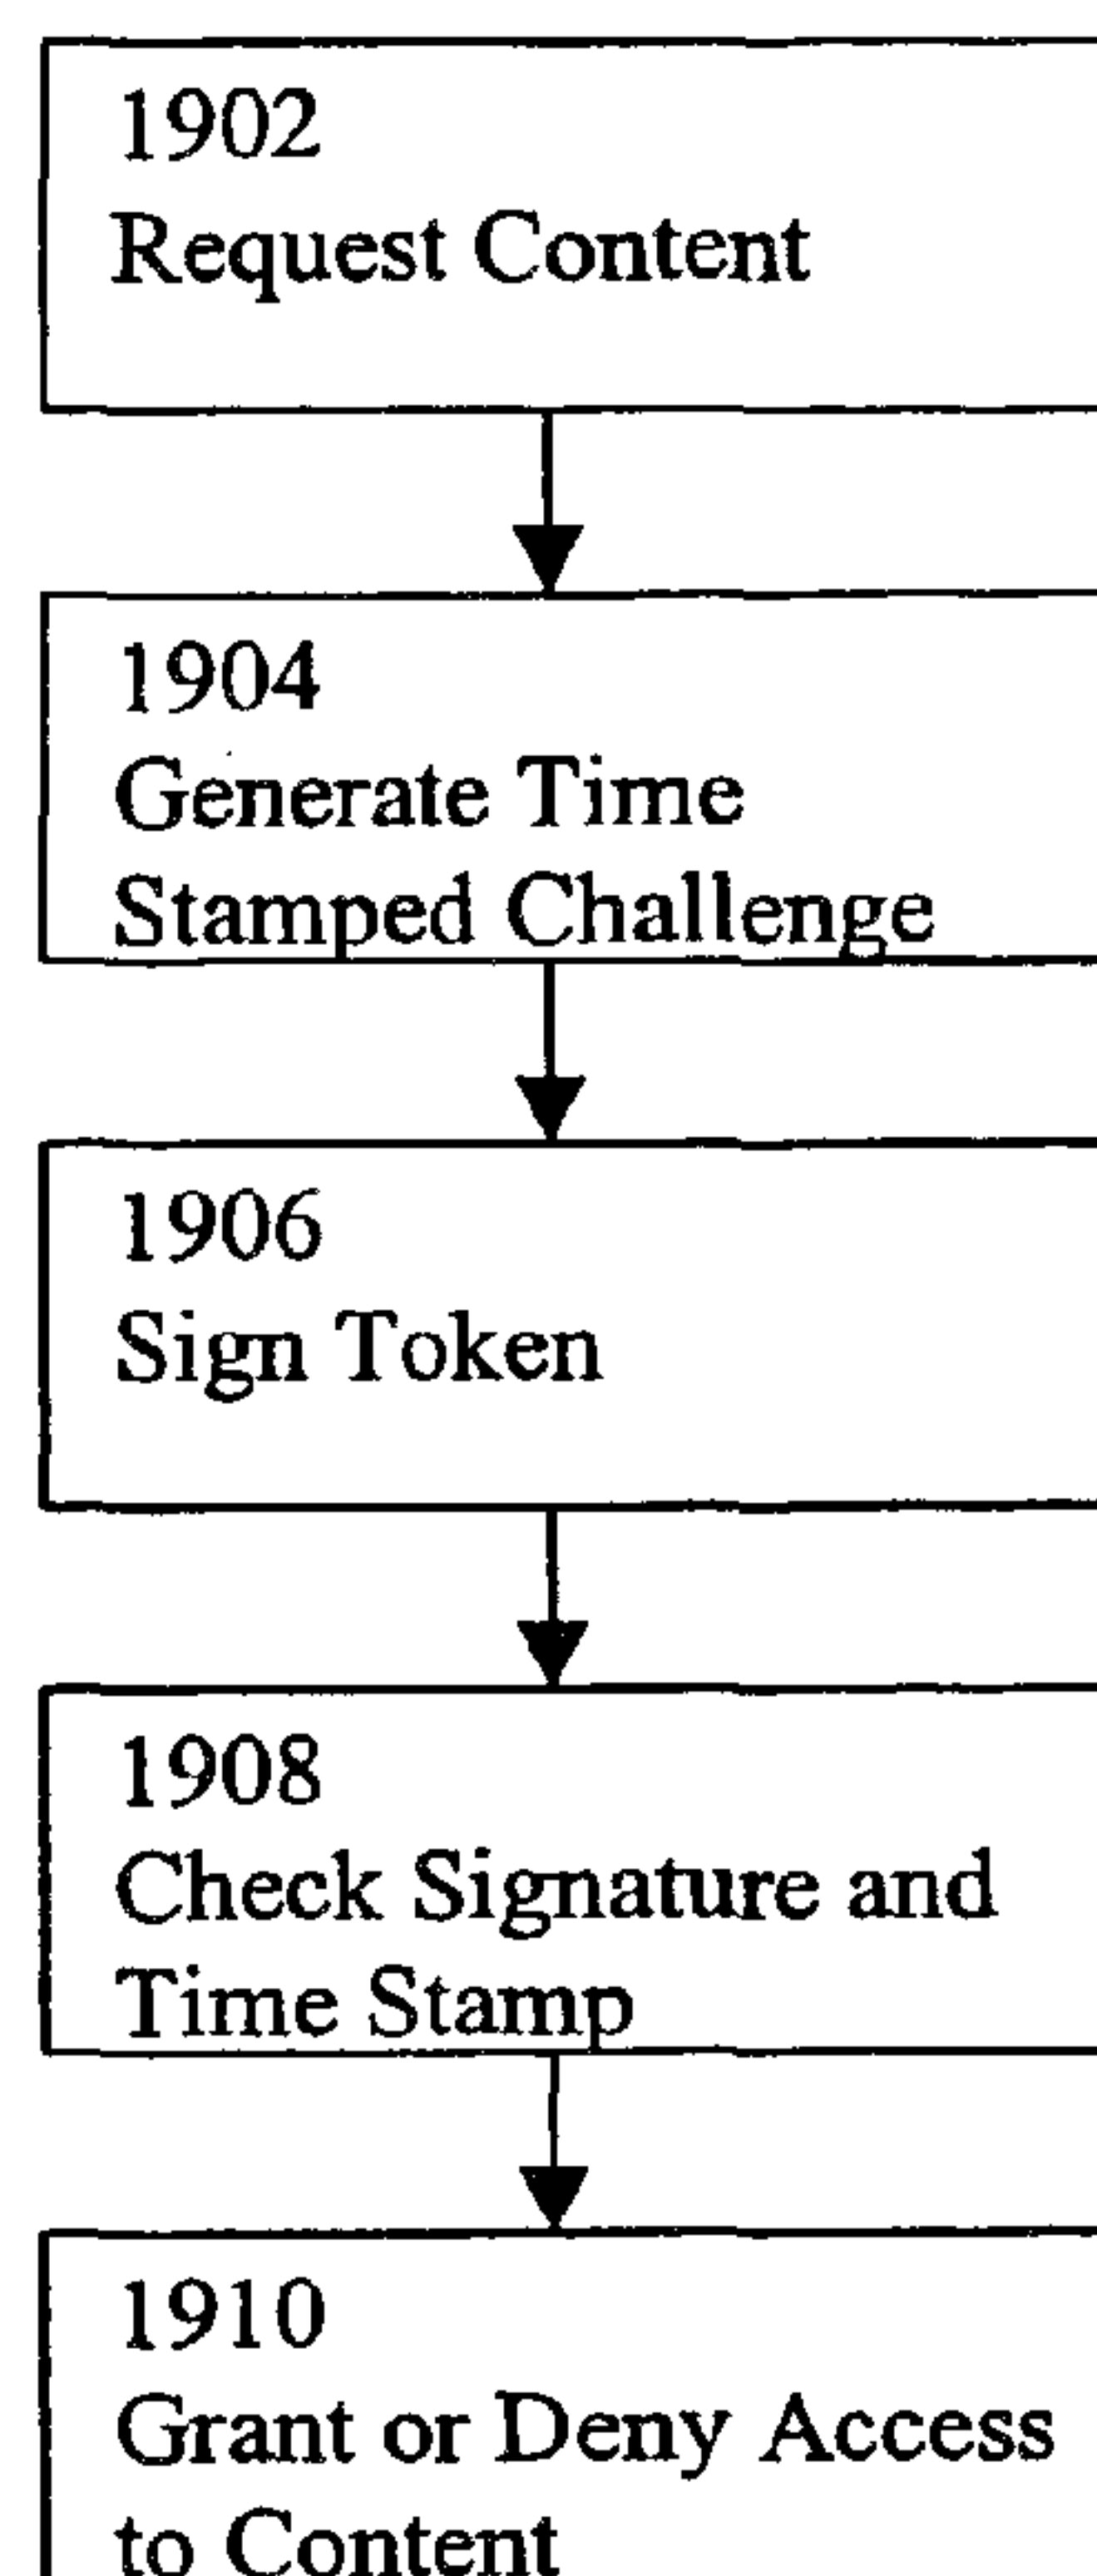 1902
Request Content
1904
Generate Time
Stamped Challenge
1906
Sign Token
1908
Check Signature and
Time Stamp
1910
Grant or Deny Access
to Content